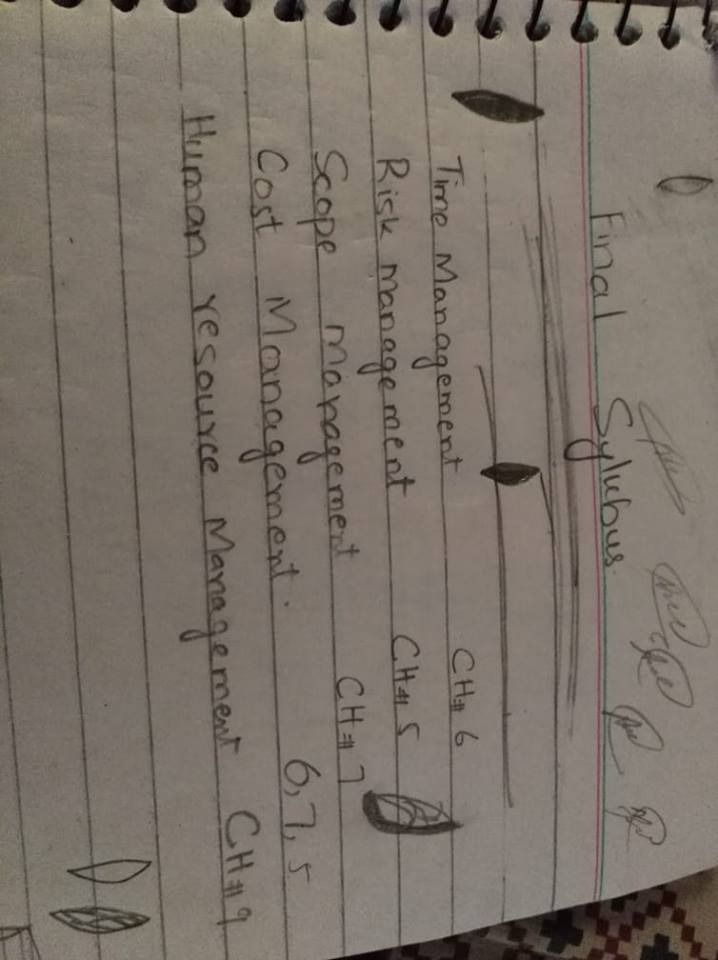 Final Sylubus
Time Management CH# 6
Risk management CH# 5
Scope management CH# 7
Cost Management. 6, 7, 5
Human resource Management CH# 9